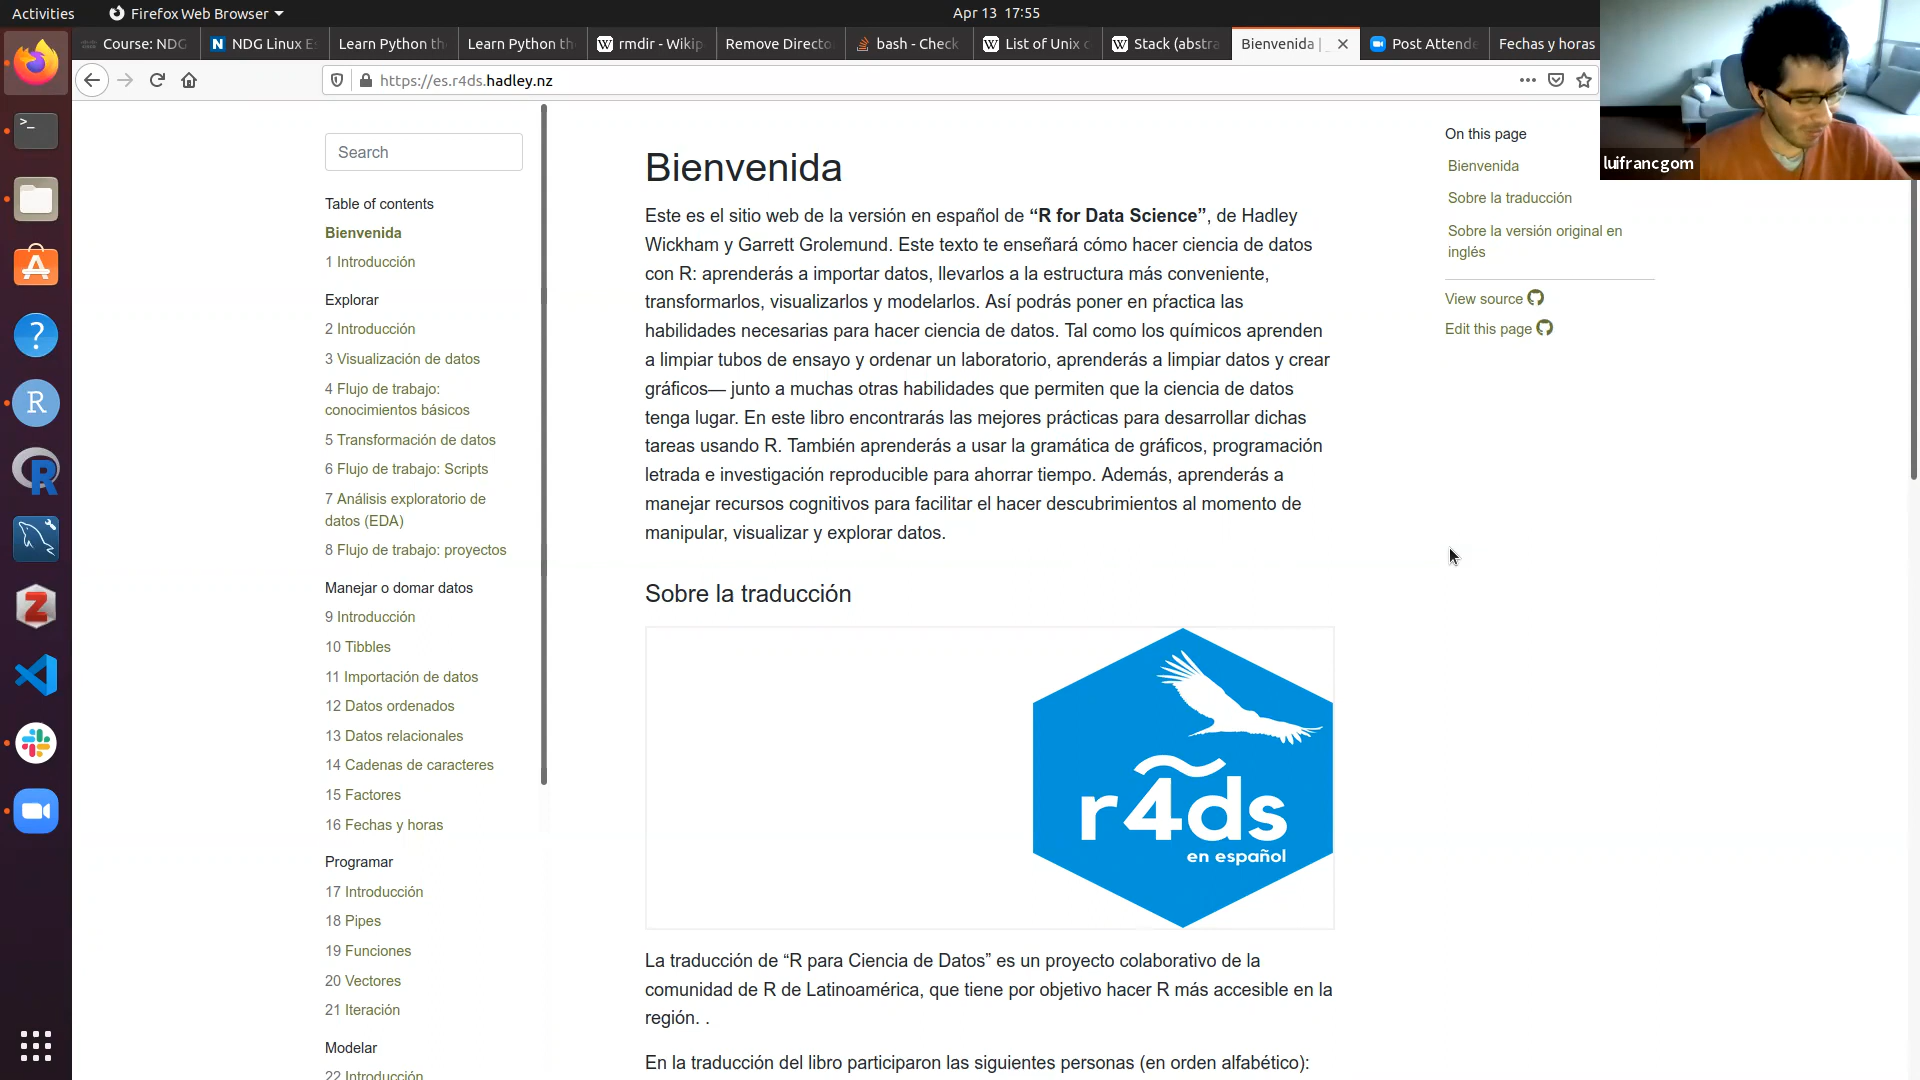 Activities
Firefox Web Browser
Apr 13 17:55
Course: NDG
NDG Linux Es
Learn Python th
Learn Python th
rmdir - Wikip
Remove Directo
bash - Check
List of Unix c
Stack (abstra
Bienvenida |
Post Attende
Fechas y horas
https://es.r4ds.hadley.nz
luifrancgom
Search
Table of contents
Bienvenida
1 Introducción
Explorar
2 Introducción
3 Visualización de datos
4 Flujo de trabajo:
conocimientos básicos
5 Transformación de datos
6 Flujo de trabajo: Scripts
7 Análisis exploratorio de
datos (EDA)
8 Flujo de trabajo: proyectos
Manejar o domar datos
9 Introducción
10 Tibbles
11 Importación de datos
12 Datos ordenados
13 Datos relacionales
14 Cadenas de caracteres
15 Factores
16 Fechas y horas
Programar
17 Introducción
18 Pipes
19 Funciones
20 Vectores
21 Iteración
Modelar
22 Introducción
Bienvenida
Este es el sitio web de la versión en español de “R for Data Science”, de Hadley
Wickham y Garrett Grolemund. Este texto te enseñará cómo hacer ciencia de datos
con R: aprenderás a importar datos, llevarlos a la estructura más conveniente,
transformarlos, visualizarlos y modelarlos. Así podrás poner en pŕactica las
habilidades necesarias para hacer ciencia de datos. Tal como los químicos aprenden
a limpiar tubos de ensayo y ordenar un laboratorio, aprenderás a limpiar datos y crear
gráficos— junto a muchas otras habilidades que permiten que la ciencia de datos
tenga lugar. En este libro encontrarás las mejores prácticas para desarrollar dichas
tareas usando R. También aprenderás a usar la gramática de gráficos, programación
letrada e investigación reproducible para ahorrar tiempo. Además, aprenderás a
manejar recursos cognitivos para facilitar el hacer descubrimientos al momento de
manipular, visualizar y explorar datos.
Sobre la traducción
r4ds
en español
La traducción de “R para Ciencia de Datos” es un proyecto colaborativo de la
comunidad de R de Latinoamérica, que tiene por objetivo hacer R más accesible en la
región. .
En la traducción del libro participaron las siguientes personas (en orden alfabético):
On this page
Bienvenida
Sobre la traducción
Sobre la versión original en
inglés
View source
Edit this page